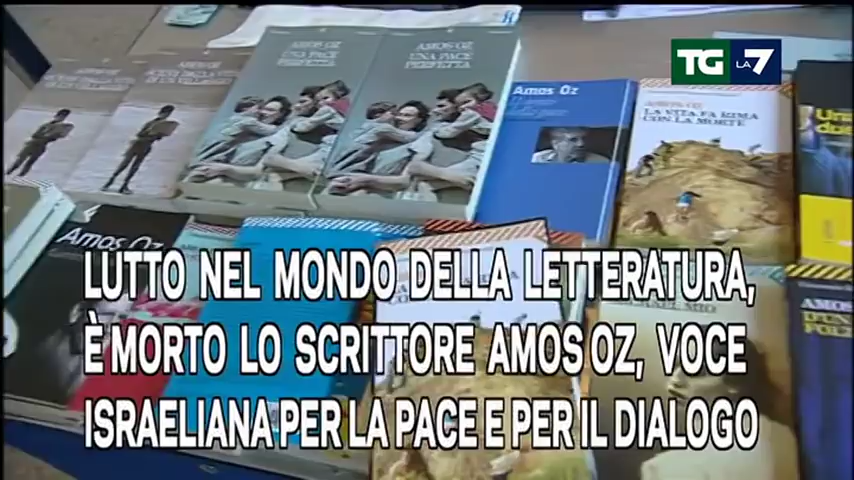 TG LA7
AMOS OZ
UNA PACE
PERFETTA
AMOS OZ
UNA PACE
PERFETTA
Amos Oz
AMOS OZ
LA VITA FA RIMA
CON LA MORTE
Amos Oz
AMOS
LUTTO NEL MONDO DELLA LETTERATURA,
È MORTO LO SCRITTORE AMOS OZ, VOCE
ISRAELIANA PER LA PACE E PER IL DIALOGO